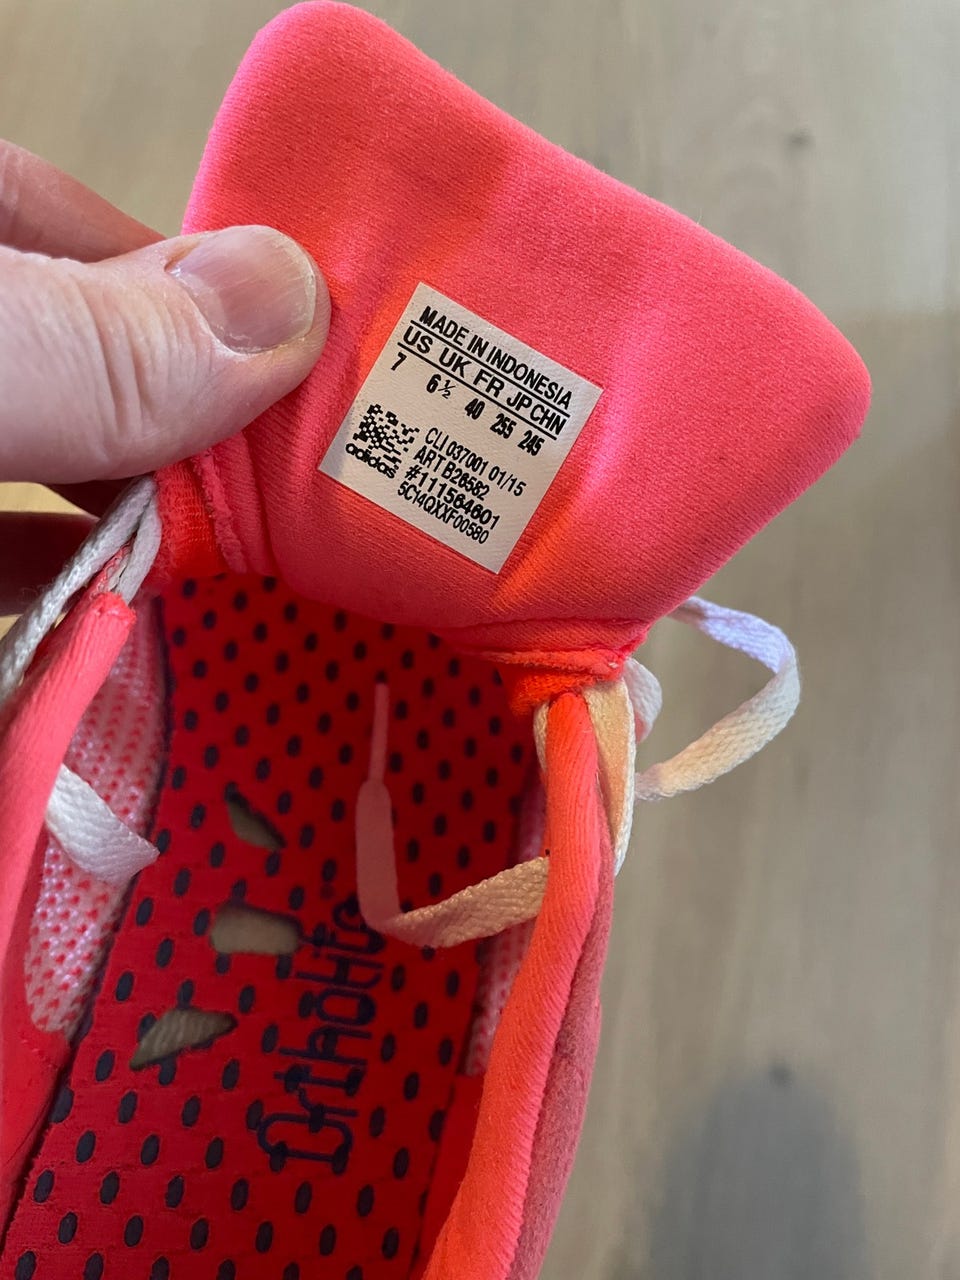 MADE IN INDONESIA
US UK FR JP CHN
7 6½ 40 255 245
adidas
CLI 037001 01/15
ART B26582
#111564601
5CI4QXXF00580
Ortholite